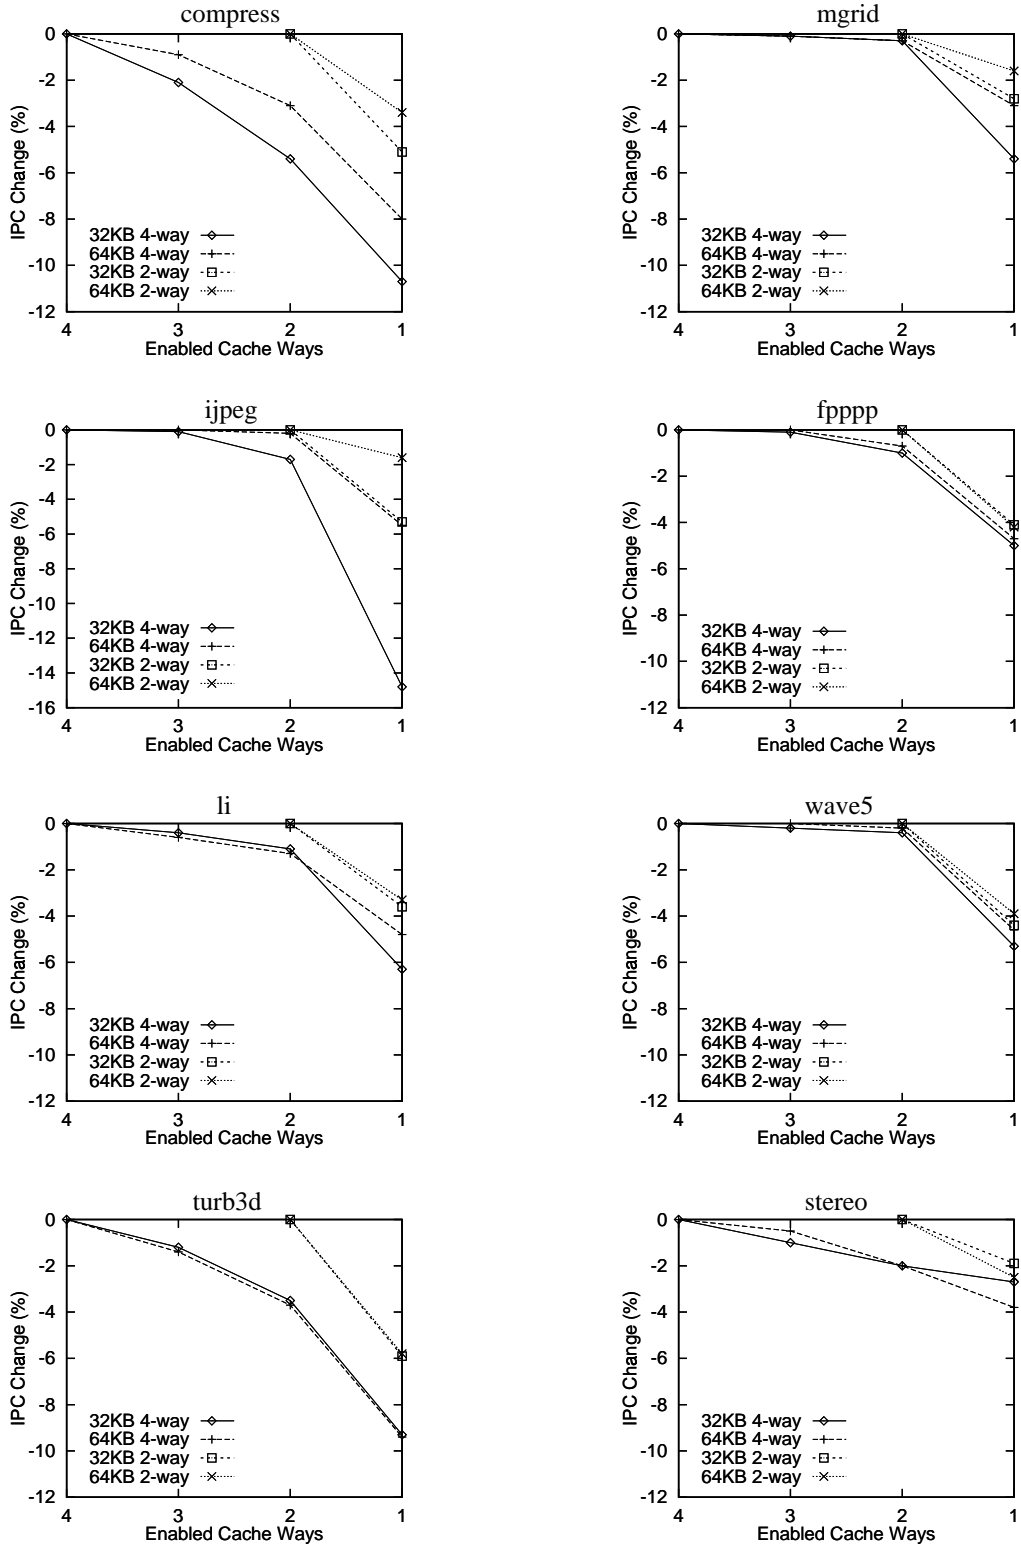 compress
0
-2
-4
-6
-8
-10
-12
IPC Change (%)
32KB 4-way
64KB 4-way
32KB 2-way
64KB 2-way
4 3 2 1
Enabled Cache Ways
mgrid
0
-2
-4
-6
-8
-10
-12
IPC Change (%)
32KB 4-way
64KB 4-way
32KB 2-way
64KB 2-way
4 3 2 1
Enabled Cache Ways
ijpeg
0
-2
-4
-6
-8
-10
-12
-14
-16
IPC Change (%)
32KB 4-way
64KB 4-way
32KB 2-way
64KB 2-way
4 3 2 1
Enabled Cache Ways
fpppp
0
-2
-4
-6
-8
-10
-12
IPC Change (%)
32KB 4-way
64KB 4-way
32KB 2-way
64KB 2-way
4 3 2 1
Enabled Cache Ways
li
0
-2
-4
-6
-8
-10
-12
IPC Change (%)
32KB 4-way
64KB 4-way
32KB 2-way
64KB 2-way
4 3 2 1
Enabled Cache Ways
wave5
0
-2
-4
-6
-8
-10
-12
IPC Change (%)
32KB 4-way
64KB 4-way
32KB 2-way
64KB 2-way
4 3 2 1
Enabled Cache Ways
turb3d
0
-2
-4
-6
-8
-10
-12
IPC Change (%)
32KB 4-way
64KB 4-way
32KB 2-way
64KB 2-way
4 3 2 1
Enabled Cache Ways
stereo
0
-2
-4
-6
-8
-10
-12
IPC Change (%)
32KB 4-way
64KB 4-way
32KB 2-way
64KB 2-way
4 3 2 1
Enabled Cache Ways